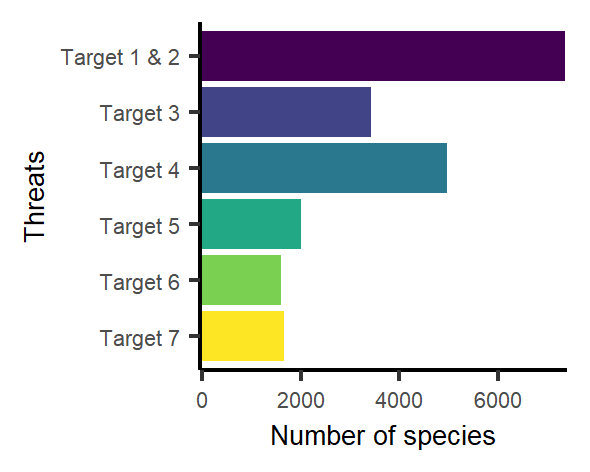 Threats
Target 1 & 2
Target 3
Target 4
Target 5
Target 6
Target 7
0 2000 4000 6000
Number of species